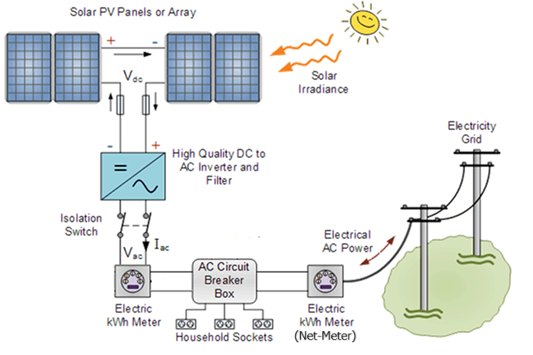 Solar PV Panels or Array
+ -
Solar
Irradiance
Vdc
- +
High Quality DC to
AC Inverter and
Filter
Isolation
Switch
Vac
Iac
Electric
kWh Meter
AC Circuit
Breaker
Box
Household Sockets
Electric
kWh Meter
(Net-Meter)
Electrical
AC Power
Electricity
Grid